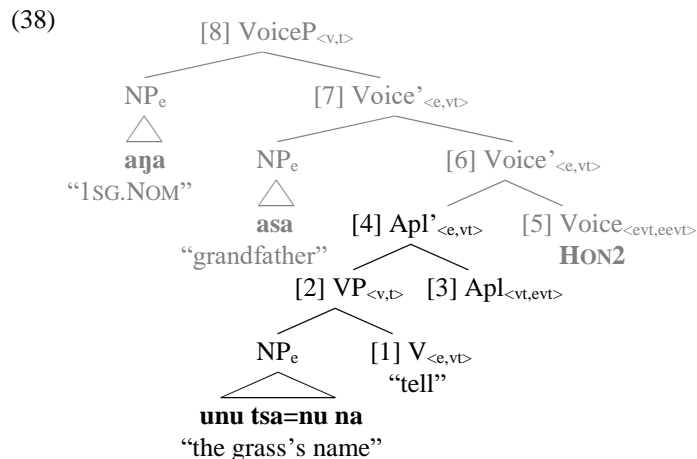 (38)
[8] VoiceP<v,t>
NPe [7] Voice’<e,vt>
aŋa NPe [6] Voice’<e,vt>
“1SG.NOM” asa [4] Apl’<e,vt> [5] Voice<evt,eevt>
“grandfather” HON2
[2] VP<v,t> [3] Apl<vt,evt>
NPe [1] V<e,vt>
“tell”
unu tsa=nu na
“the grass’s name”